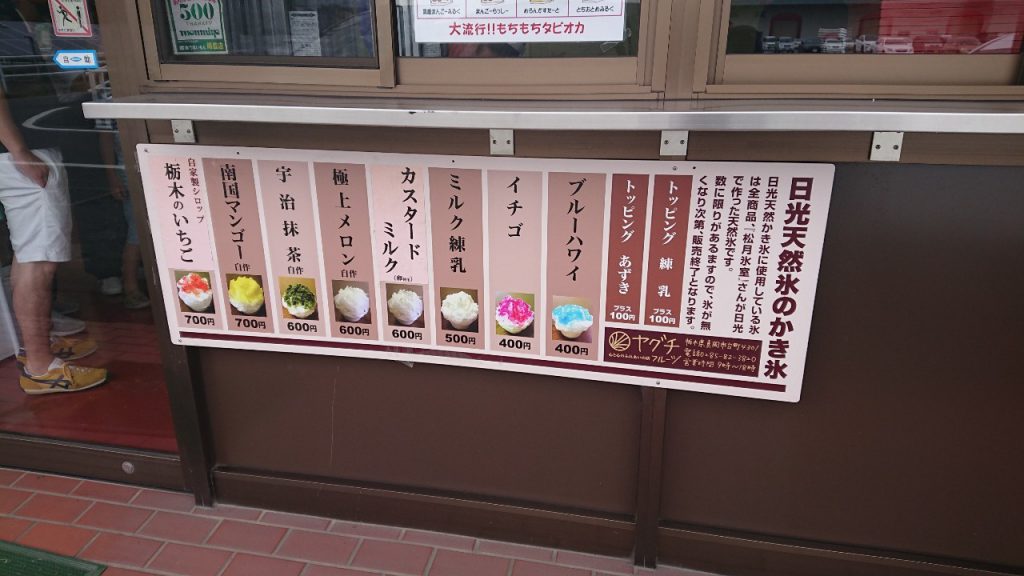 500
大流行!!もちもちタピオカ
日光天然氷のかき氷
日光天然かき氷に使用している氷
は全商品「松月氷室」さんが日光
で作った天然氷です。
数に限りがあるますので、氷が無
くなり次第、販売終了となります。
トッピング 練乳
プラス
100円
トッピング あずき
プラス
100円
ブルーハワイ
400円
イチゴ
400円
ミルク練乳
500円
カスタード
ミルク
600円
極上メロン自作
600円
宇治抹茶自作
600円
南国マンゴー自作
700円
自家製シロップ
栃木のいちご
700円
ヤグチ
フルーツ
営業時間 9時〜18時